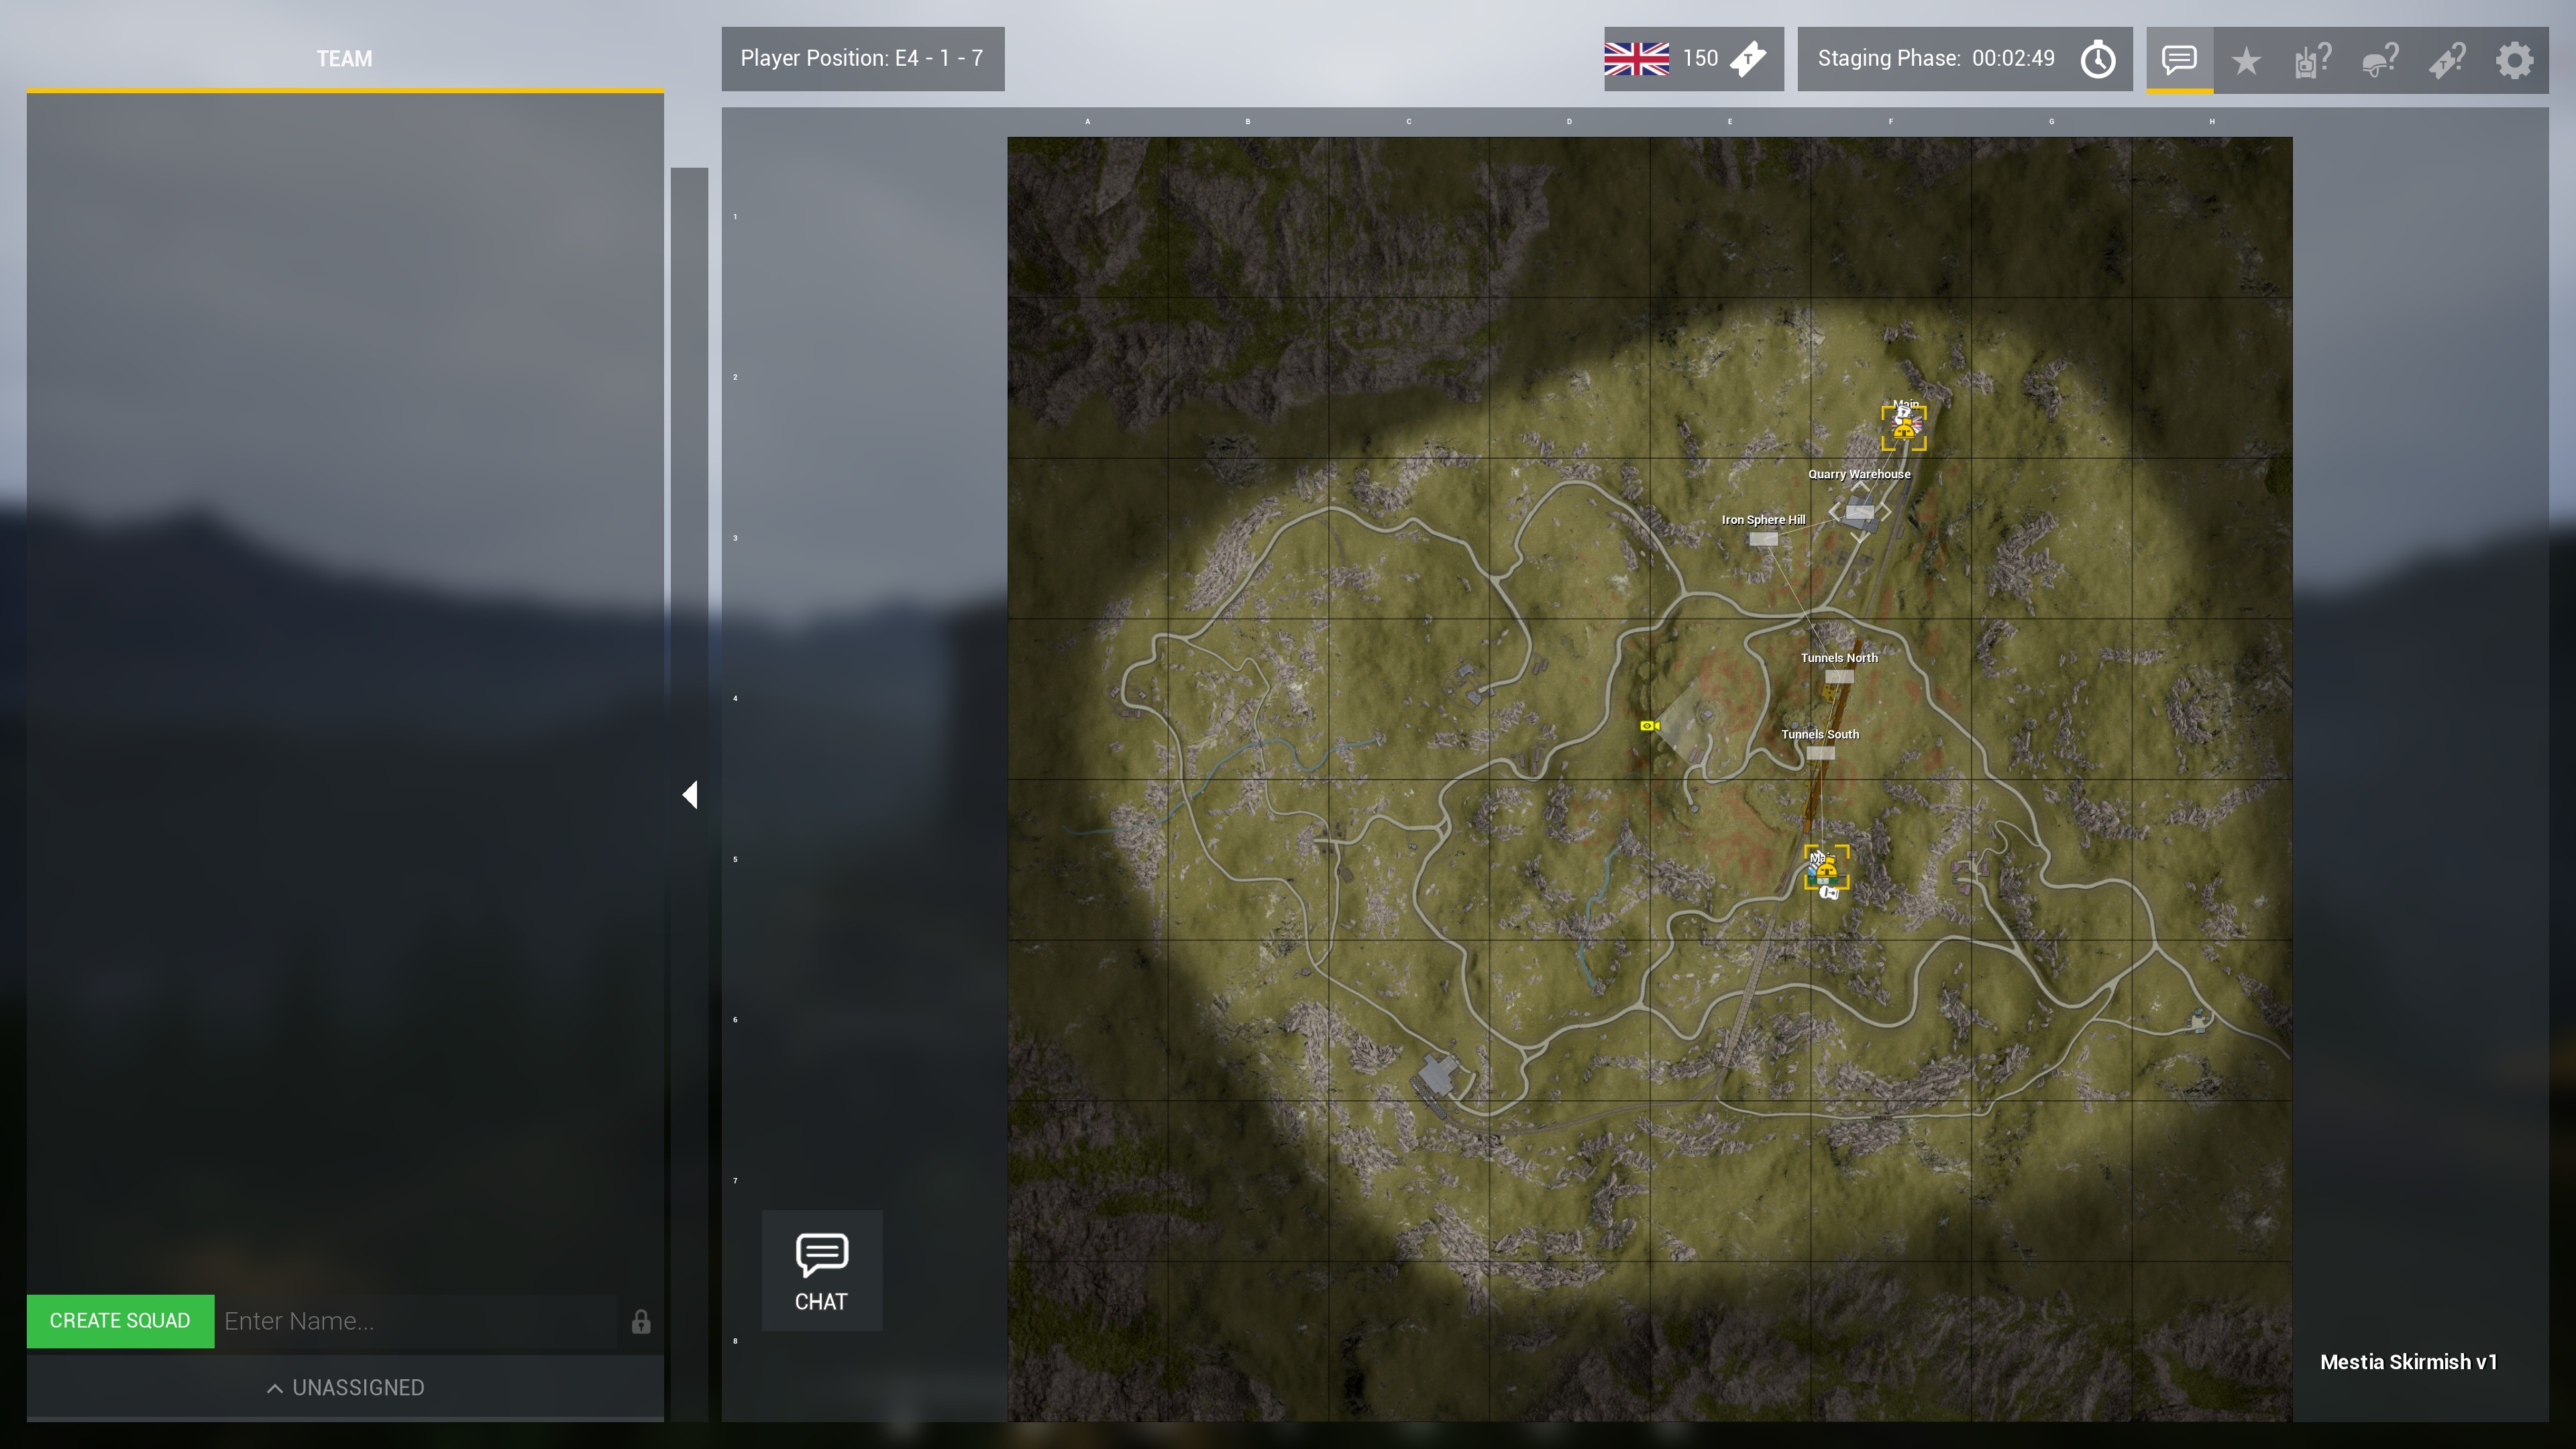 TEAM
Player Position: E4 - 1 - 7
150
T
Staging Phase: 00:02:49
? ? T ?
A B C D E F G H
1
2
3
4
5
6
7
8
Main
Quarry Warehouse
Iron Sphere Hill
Tunnels North
Tunnels South
CHAT
CREATE SQUAD
Enter Name...
UNASSIGNED
Mestia Skirmish v1